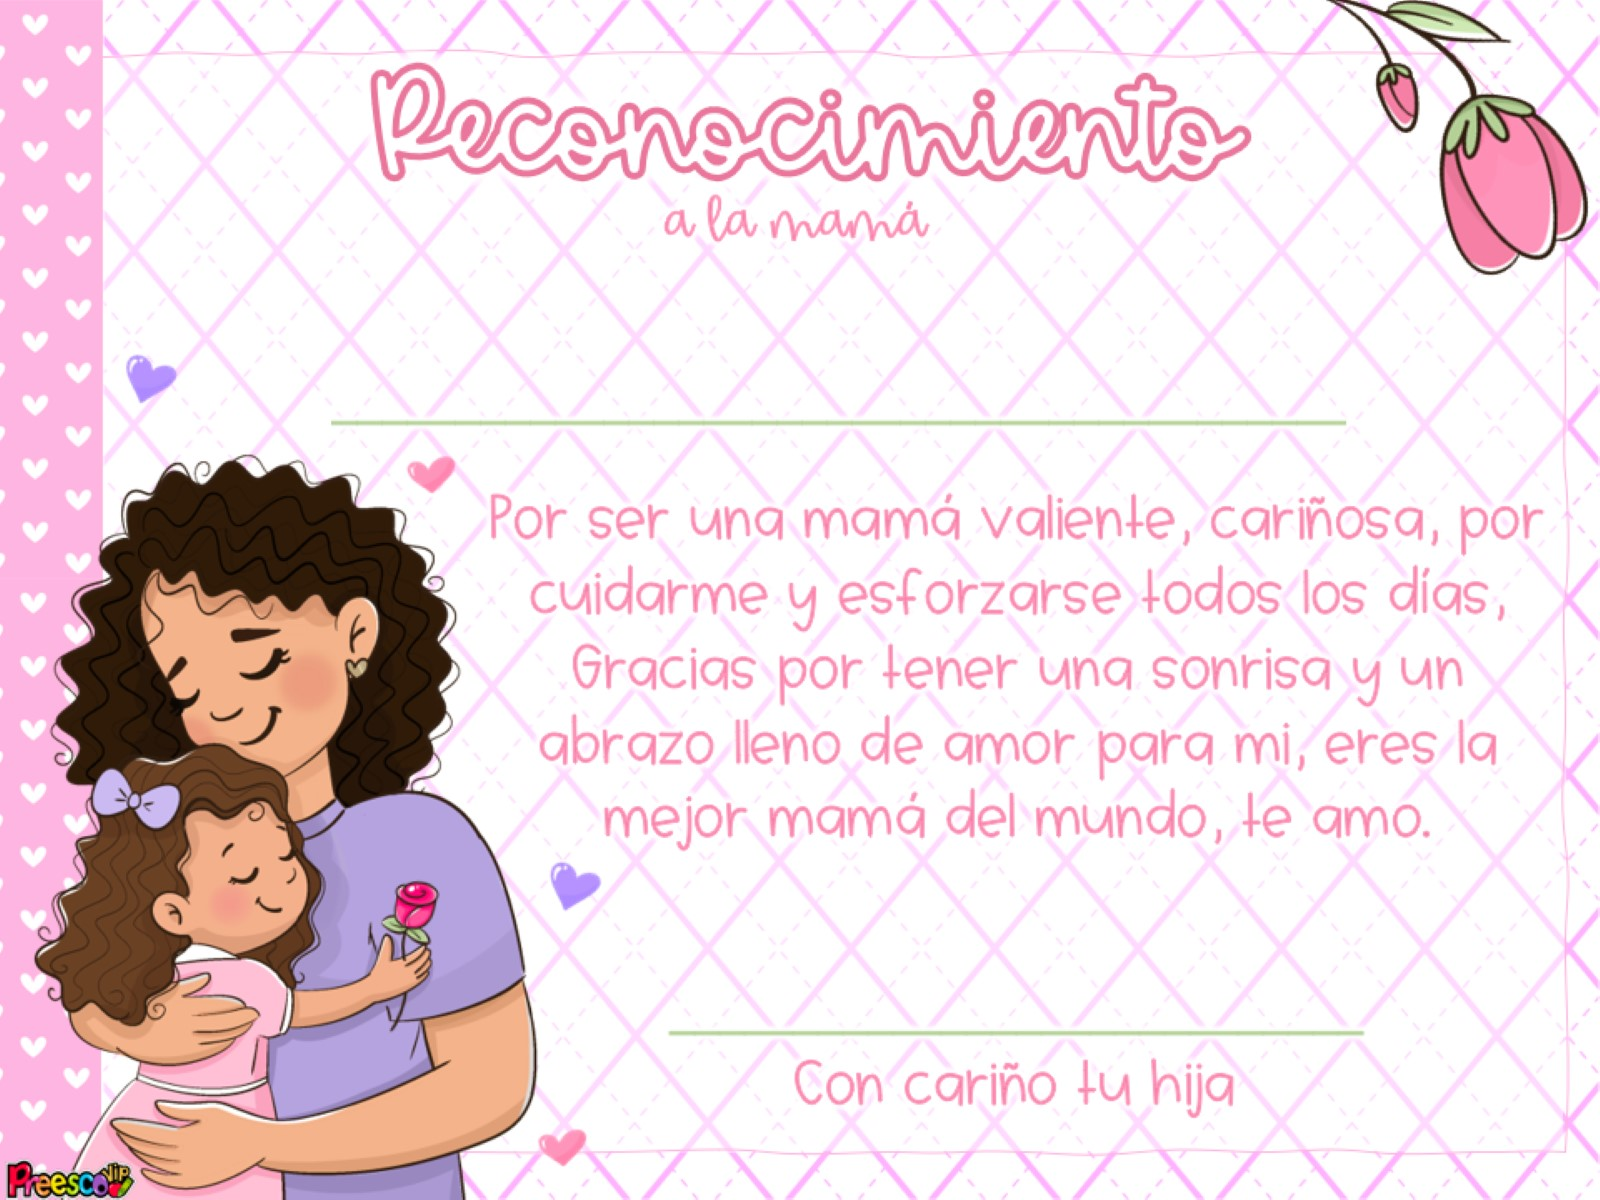 Reconocimiento
a la mamá
Por ser una mamá valiente, cariñosa, por
cuidarme y esforzarse todos los días,
Gracias por tener una sonrisa y un
abrazo lleno de amor para mi, eres la
mejor mamá del mundo, te amo.
Con cariño tu hija
Preesco vip